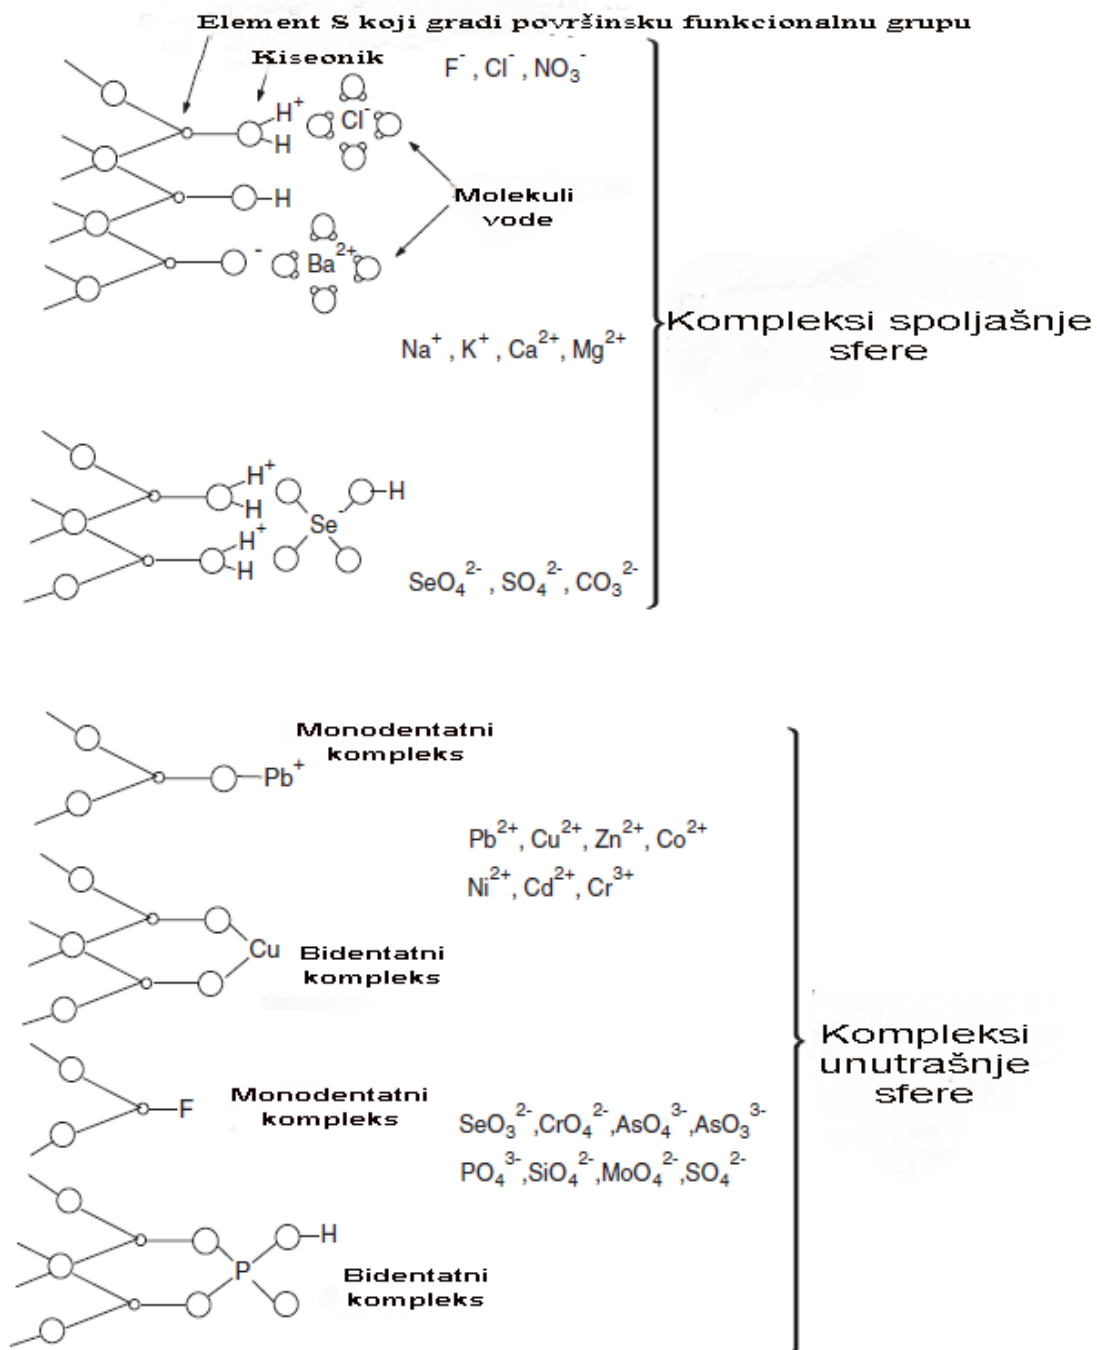 Element S koji gradi površinsku funkcionalnu grupu
Kiseonik
F⁻, Cl⁻, NO₃⁻
H⁺
H
Cl⁻
H
Molekuli
vode
⁻
Ba²⁺
Kompleksi spoljašnje
sfere
Na⁺, K⁺, Ca²⁺, Mg²⁺
H⁺
H
H
Se⁻
H⁺
H
SeO₄²⁻, SO₄²⁻, CO₃²⁻
Monodentatni
kompleks
Pb⁺
Pb²⁺, Cu²⁺, Zn²⁺, Co²⁺
Ni²⁺, Cd²⁺, Cr³⁺
Cu
Bidentatni
kompleks
Kompleksi
unutrašnje
sfere
F
Monodentatni
kompleks
SeO₃²⁻,CrO₄²⁻,AsO₄³⁻,AsO₃³⁻
PO₄³⁻,SiO₄²⁻,MoO₄²⁻,SO₄²⁻
H
P
Bidentatni
kompleks